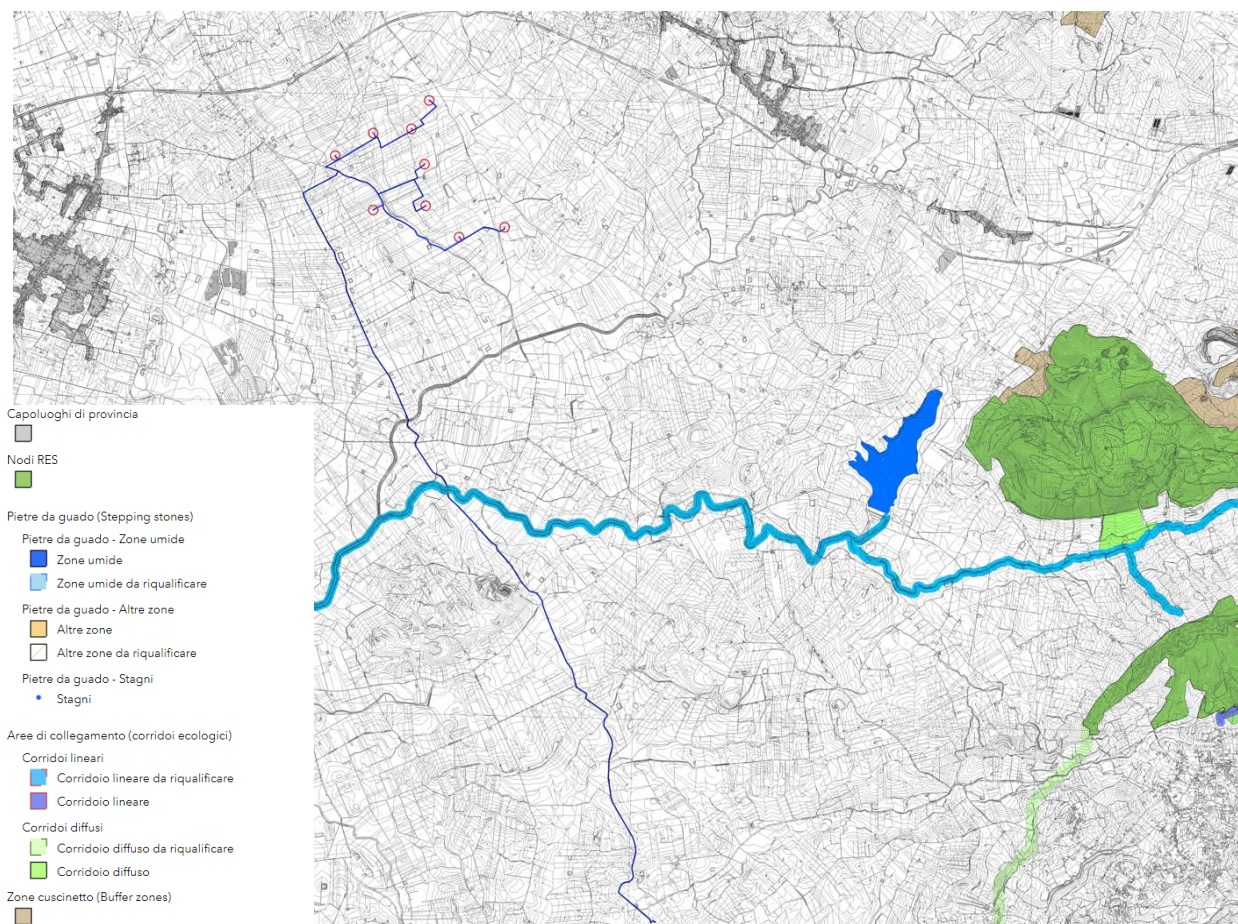 Capoluoghi di provincia
Nodi RES
Pietre da guado (Stepping stones)
Pietre da guado - Zone umide
Zone umide
Zone umide da riqualificare
Pietre da guado - Altre zone
Altre zone
Altre zone da riqualificare
Pietre da guado - Stagni
Stagni
Aree di collegamento (corridoi ecologici)
Corridoi lineari
Corridoio lineare da riqualificare
Corridoio lineare
Corridoi diffusi
Corridoio diffuso da riqualificare
Corridoio diffuso
Zone cuscinetto (Buffer zones)